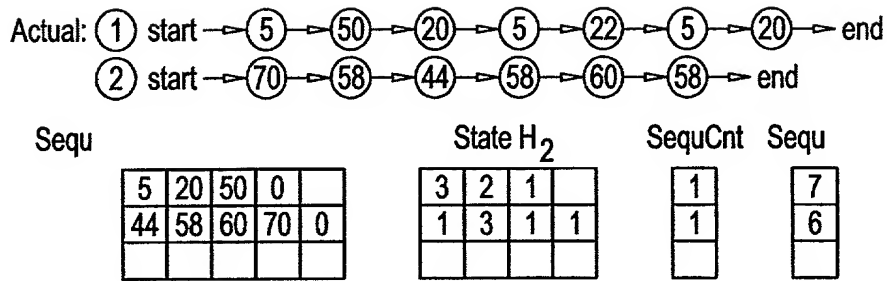 Actual: 1 start 5 50 20 5 22 5 20 end
2 start 70 58 44 58 60 58 end
Sequ State H2 SequCnt Sequ
5 20 50 0 3 2 1 1 7
44 58 60 70 0 1 3 1 1 1 6